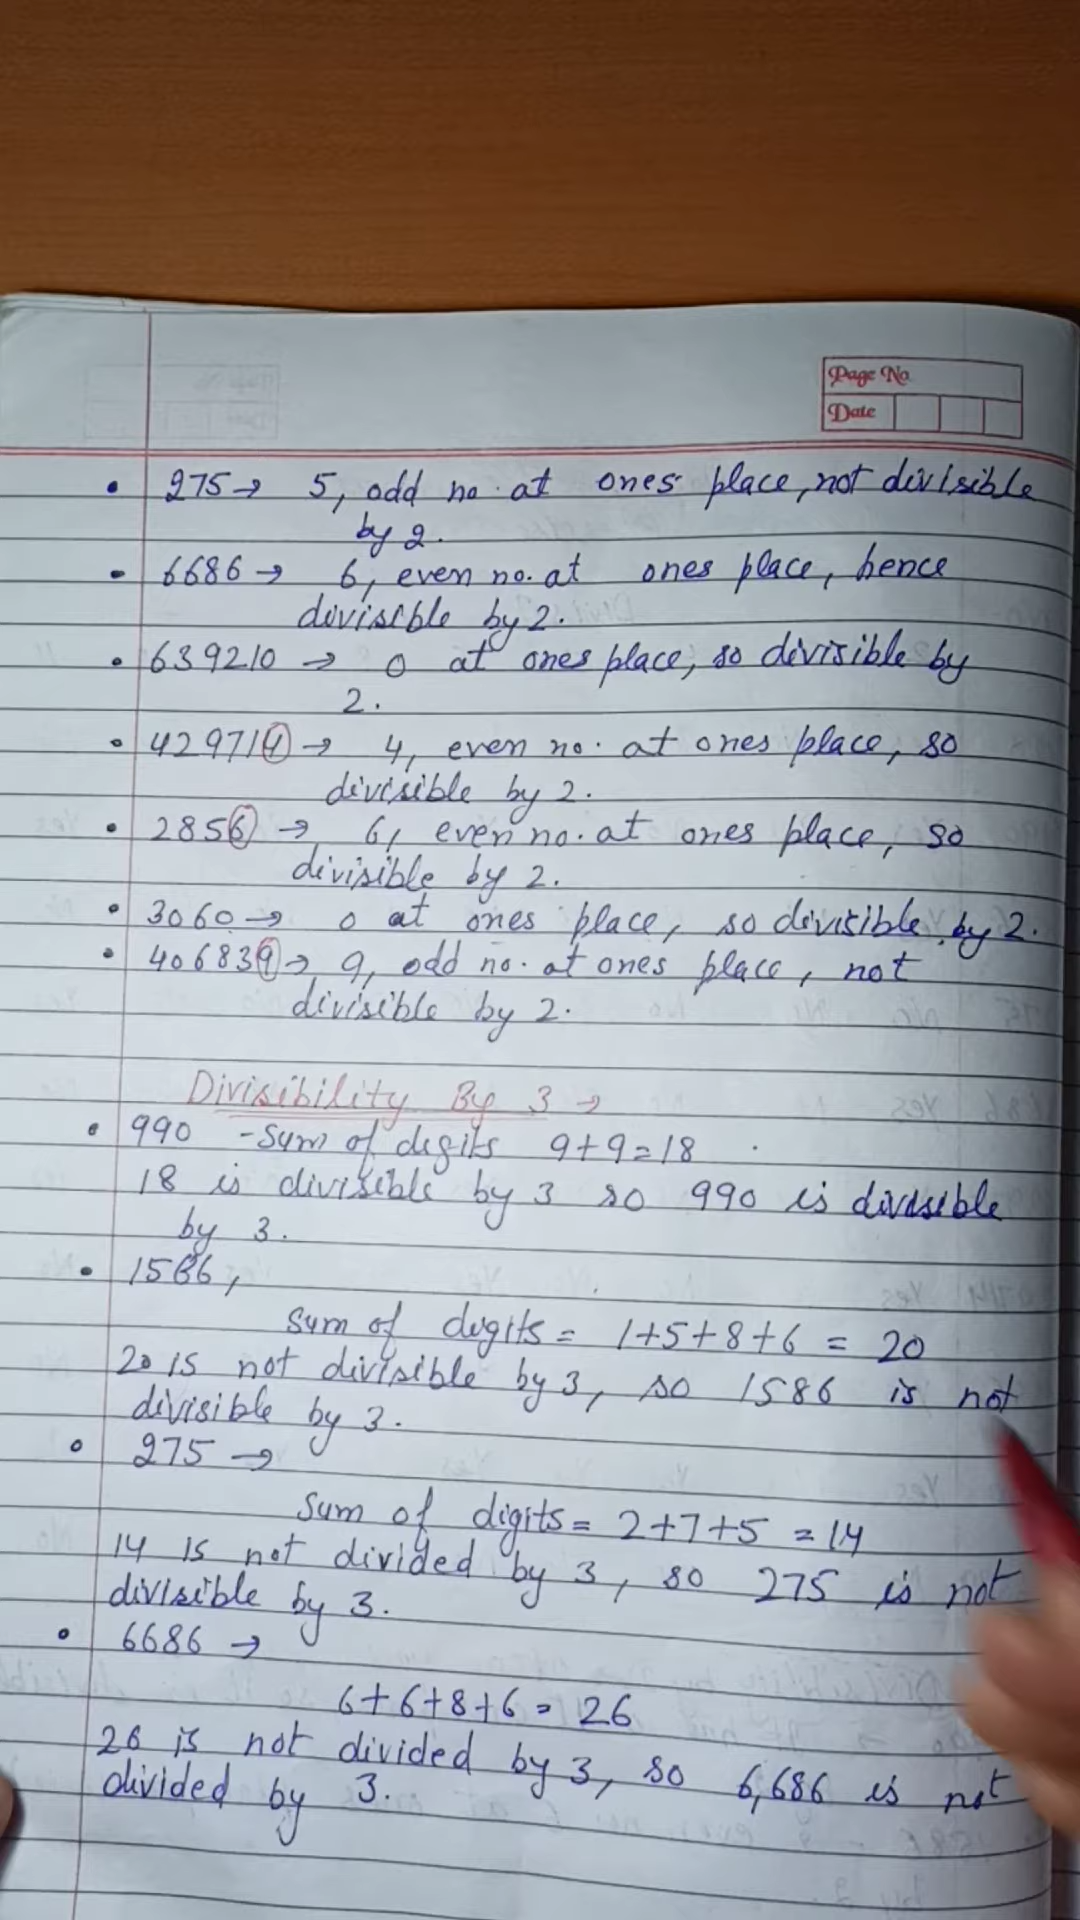 Page No.
Date
• 275 → 5, odd no. at ones place, not divisible
by 2.
• 6686 → 6, even no. at ones place, hence
divisible by 2.
• 639210 → 0 at ones place, so divisible by
2.
• 429714 → 4, even no. at ones place, so
divisible by 2.
• 2856 → 6, even no. at ones place, so
divisible by 2.
• 3060 → 0 at ones place, so divisible by 2.
• 406839 → 9, odd no. at ones place, not
divisible by 2.
Divisibility By 3 →
• 990 - Sum of digits 9+9=18
18 is divisible by 3 so 990 is divisible
by 3.
• 1586,
Sum of digits = 1+5+8+6 = 20
20 is not divisible by 3, so 1586 is not
divisible by 3.
• 275 →
Sum of digits = 2+7+5 = 14
14 is not divided by 3, so 275 is not
divisible by 3.
• 6686 →
6+6+8+6 = 26
26 is not divided by 3, so 6,686 is not
divided by 3.